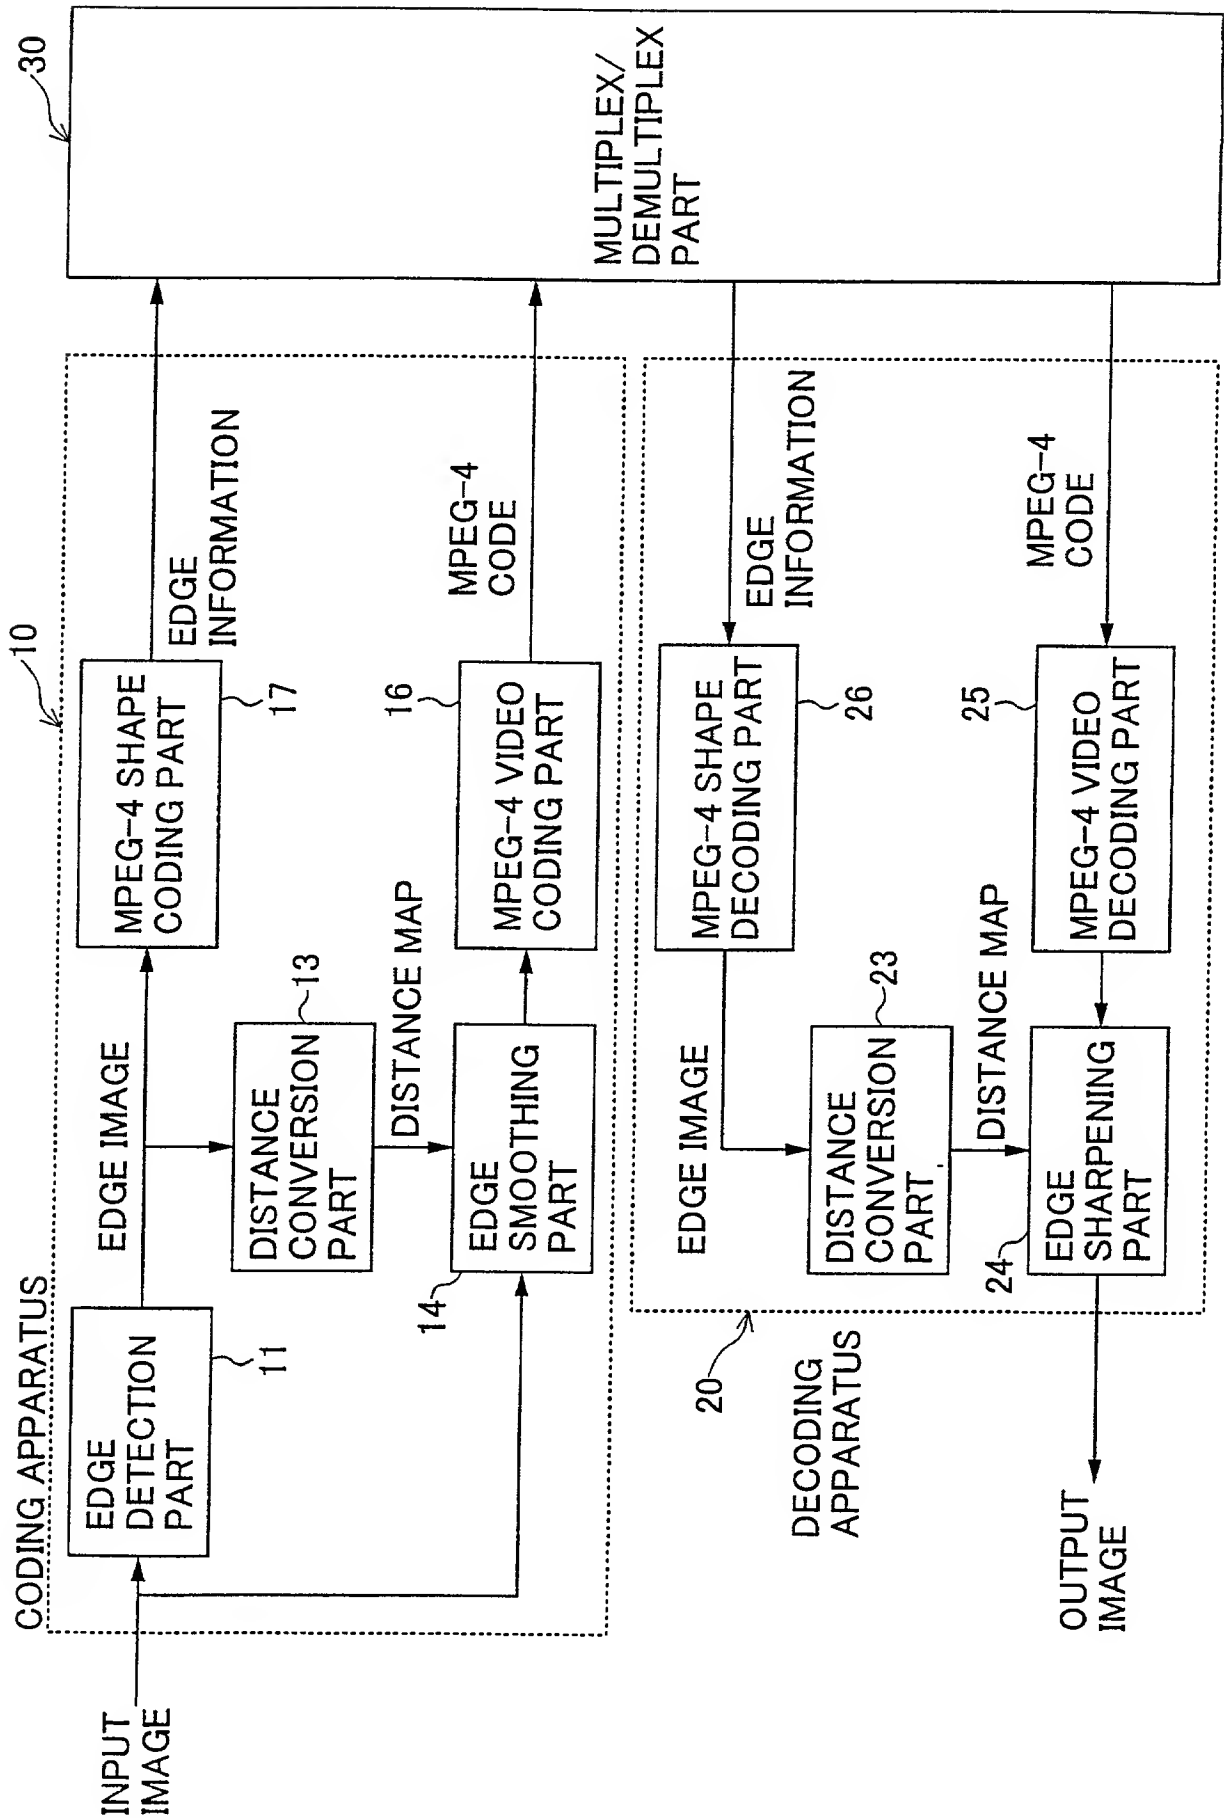 CODING APPARATUS
10
30
INPUT
IMAGE
EDGE
DETECTION
PART
11
EDGE IMAGE
MPEG-4 SHAPE
CODING PART
17
EDGE
INFORMATION
DISTANCE
CONVERSION
PART
13
DISTANCE MAP
14
EDGE
SMOOTHING
PART
16
MPEG-4 VIDEO
CODING PART
MPEG-4
CODE
MULTIPLEX/
DEMULTIPLEX
PART
20
DECODING
APPARATUS
EDGE IMAGE
MPEG-4 SHAPE
DECODING PART
26
EDGE
INFORMATION
DISTANCE
CONVERSION
PART
23
DISTANCE MAP
24
EDGE
SHARPENING
PART
25
MPEG-4 VIDEO
DECODING PART
MPEG-4
CODE
OUTPUT
IMAGE